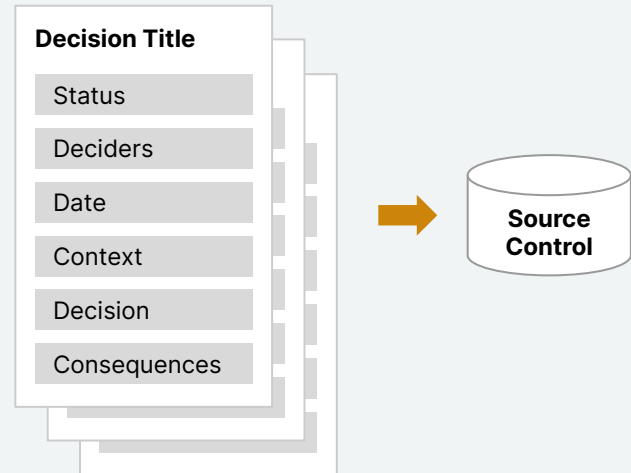 Decision Title
Status
Deciders
Date
Context
Decision
Consequences
Source
Control